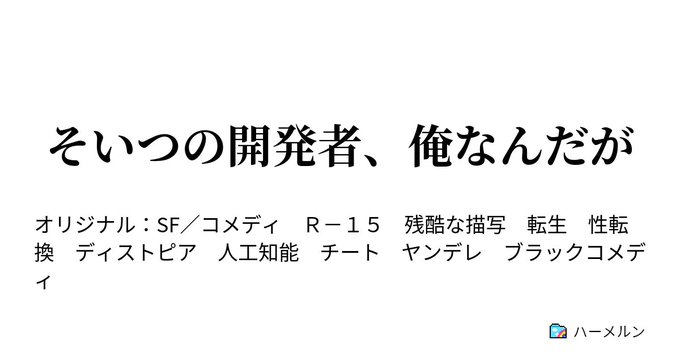 そいつの開発者、俺なんだが
オリジナル：SF／コメディ　Ｒ－１５　残酷な描写　転生　性転
換　ディストピア　人工知能　チート　ヤンデレ　ブラックコメデ
ィ
ハーメルン